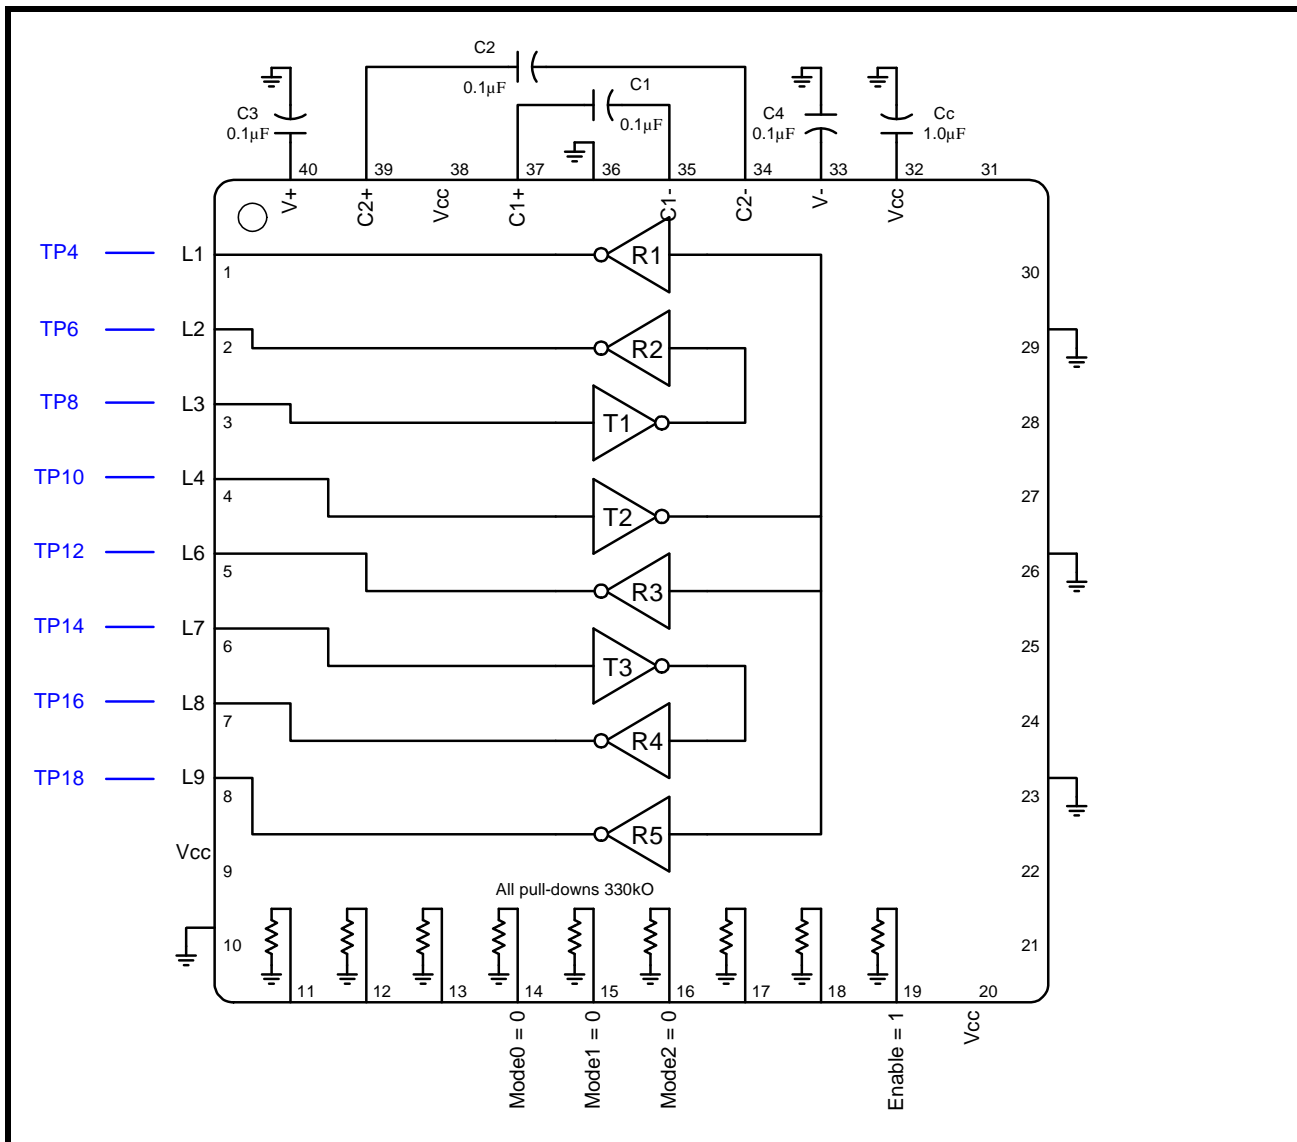 C2
0.1µF
C1
0.1µF
C3
0.1µF
C4
0.1µF
Cc
1.0µF
40 39 38 37 36 35 34 33 32 31
V+ C2+ Vcc C1+ C1- C2- V- Vcc
TP4 L1 1 R1 30
TP6 L2 2 R2 29
TP8 L3 3 T1 28
TP10 L4 4 T2 27
TP12 L6 5 R3 26
TP14 L7 6 T3 25
TP16 L8 7 R4 24
TP18 L9 8 R5 23
Vcc 9 22
All pull-downs 330kO
10 21
11 12 13 14 15 16 17 18 19 20
Mode0 = 0
Mode1 = 0
Mode2 = 0
Enable = 1
Vcc